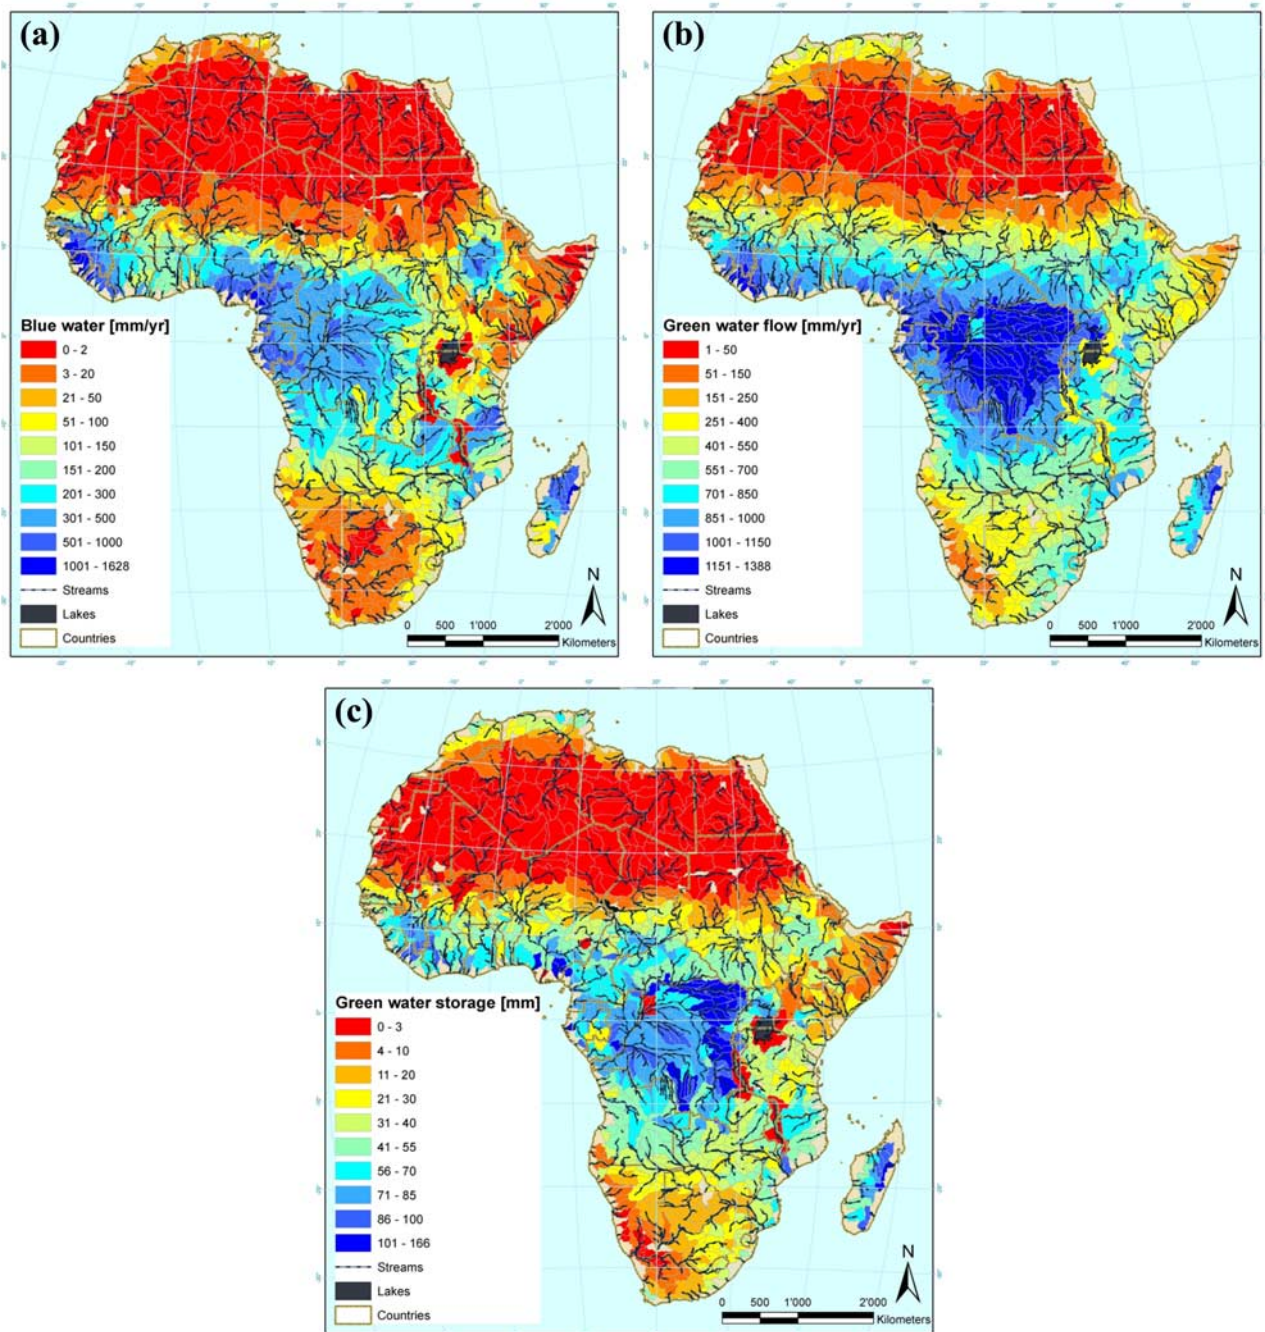 (a)
Blue water [mm/yr]
0 - 2
3 - 20
21 - 50
51 - 100
101 - 150
151 - 200
201 - 300
301 - 500
501 - 1000
1001 - 1628
Streams
Lakes
Countries
N
0 500 1'000 2'000
Kilometers
(b)
Green water flow [mm/yr]
1 - 50
51 - 150
151 - 250
251 - 400
401 - 550
551 - 700
701 - 850
851 - 1000
1001 - 1150
1151 - 1388
Streams
Lakes
Countries
N
0 500 1'000 2'000
Kilometers
(c)
Green water storage [mm]
0 - 3
4 - 10
11 - 20
21 - 30
31 - 40
41 - 55
56 - 70
71 - 85
86 - 100
101 - 166
Streams
Lakes
Countries
N
0 500 1'000 2'000
Kilometers